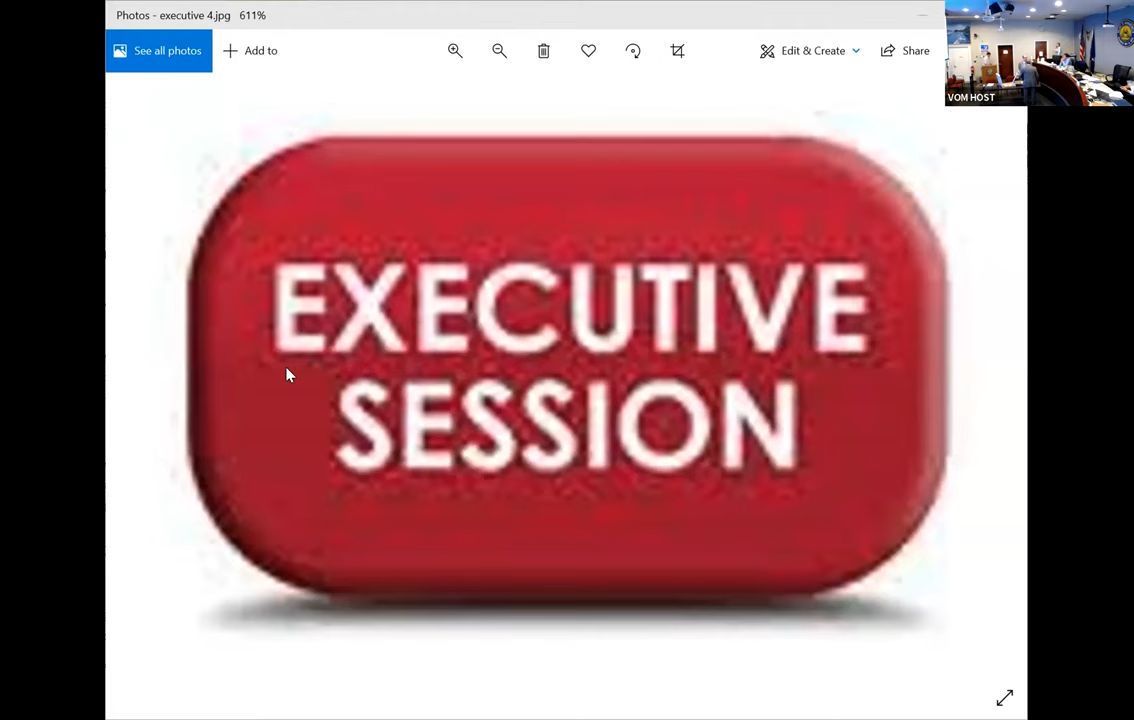 Photos - executive 4.jpg 611%
See all photos
Add to
Edit & Create
Share
VOM HOST
EXECUTIVE
SESSION